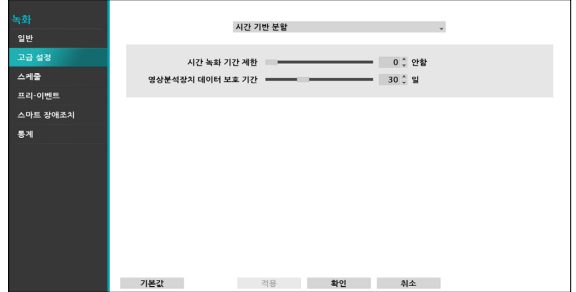 녹화
일반
고급 설정
스케줄
프리-이벤트
스마트 장애조치
통계
시간 기반 분할
시간 녹화 기간 제한 0 안함
영상분석장치 데이터 보호 기간 30 일
기본값 적용 확인 취소